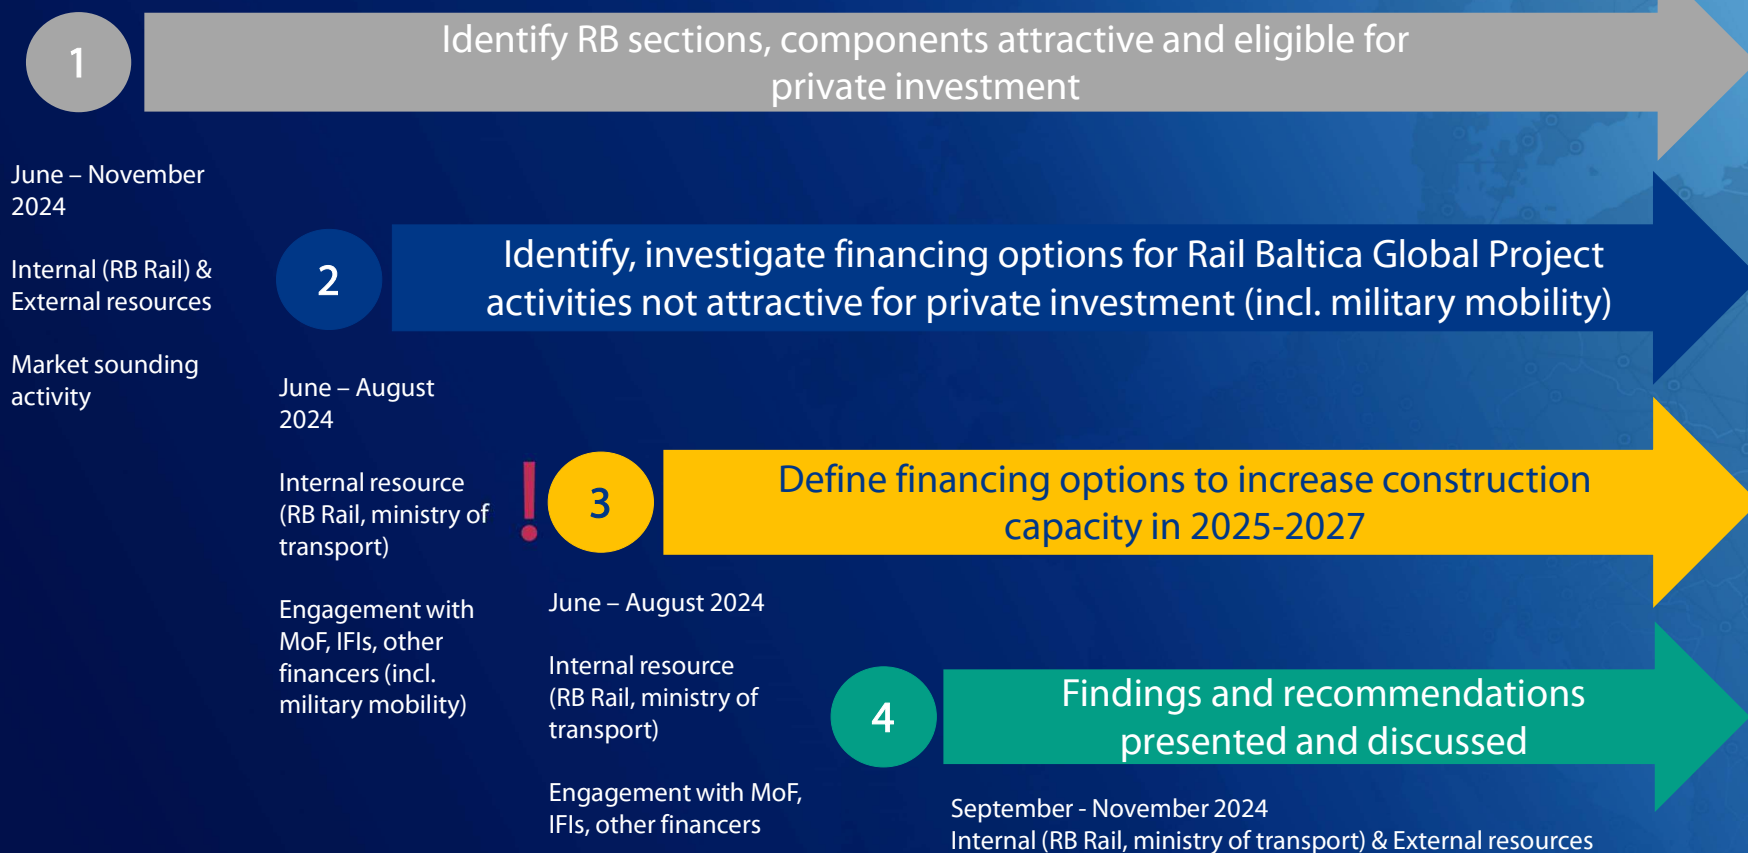 1
Identify RB sections, components attractive and eligible for
private investment
June – November
2024
Internal (RB Rail) &
External resources
Market sounding
activity
2
Identify, investigate financing options for Rail Baltica Global Project
activities not attractive for private investment (incl. military mobility)
June – August
2024
Internal resource
(RB Rail, ministry of
transport)
Engagement with
MoF, IFIs, other
financers (incl.
military mobility)
!
3
Define financing options to increase construction
capacity in 2025-2027
June – August 2024
Internal resource
(RB Rail, ministry of
transport)
Engagement with MoF,
IFIs, other financers
4
Findings and recommendations
presented and discussed
September - November 2024
Internal (RB Rail, ministry of transport) & External resources